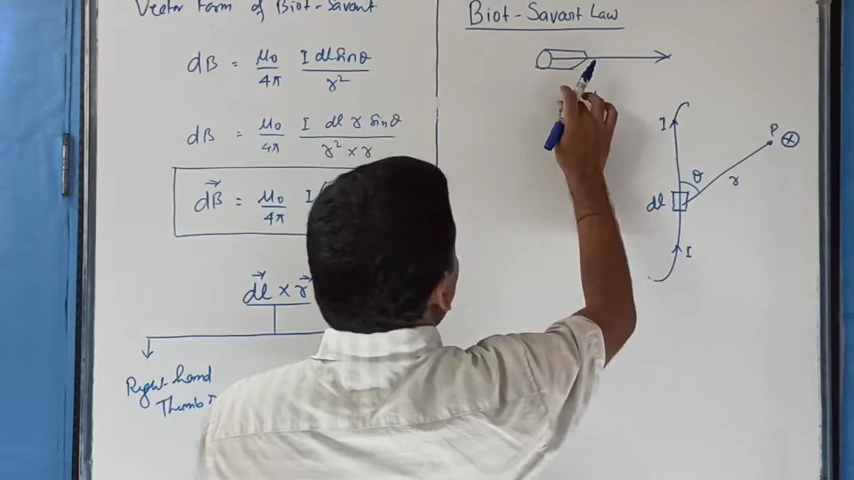 Vector Form of Biot-Savart
dB = μ₀/4π I dl sinθ/r²
dB = μ₀/4π I dl r sinθ/r² × r
dB⃗ = μ₀/4π I
dl⃗ × r⃗
Right-hand
Thumb
Biot-Savart Law
I
P
θ
r
dl
I